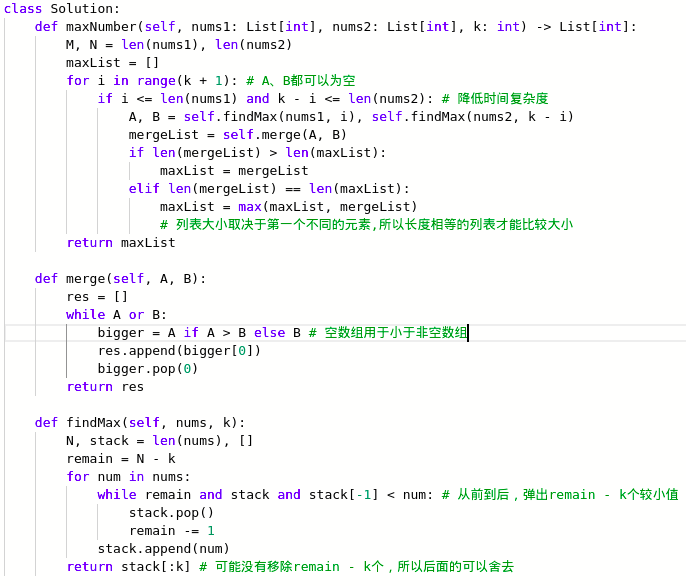 class Solution:
    def maxNumber(self, nums1: List[int], nums2: List[int], k: int) -> List[int]:
        M, N = len(nums1), len(nums2)
        maxList = []
        for i in range(k + 1): # A、B都可以为空
            if i <= len(nums1) and k - i <= len(nums2): # 降低时间复杂度
                A, B = self.findMax(nums1, i), self.findMax(nums2, k - i)
                mergeList = self.merge(A, B)
                if len(mergeList) > len(maxList):
                    maxList = mergeList
                elif len(mergeList) == len(maxList):
                    maxList = max(maxList, mergeList)
                    # 列表大小取决于第一个不同的元素,所以长度相等的列表才能比较大小
        return maxList

    def merge(self, A, B):
        res = []
        while A or B:
            bigger = A if A > B else B # 空数组用于小于非空数组
            res.append(bigger[0])
            bigger.pop(0)
        return res

    def findMax(self, nums, k):
        N, stack = len(nums), []
        remain = N - k
        for num in nums:
            while remain and stack and stack[-1] < num: # 从前到后，弹出remain - k个较小值
                stack.pop()
                remain -= 1
            stack.append(num)
        return stack[:k] # 可能没有移除remain - k个，所以后面的可以舍去